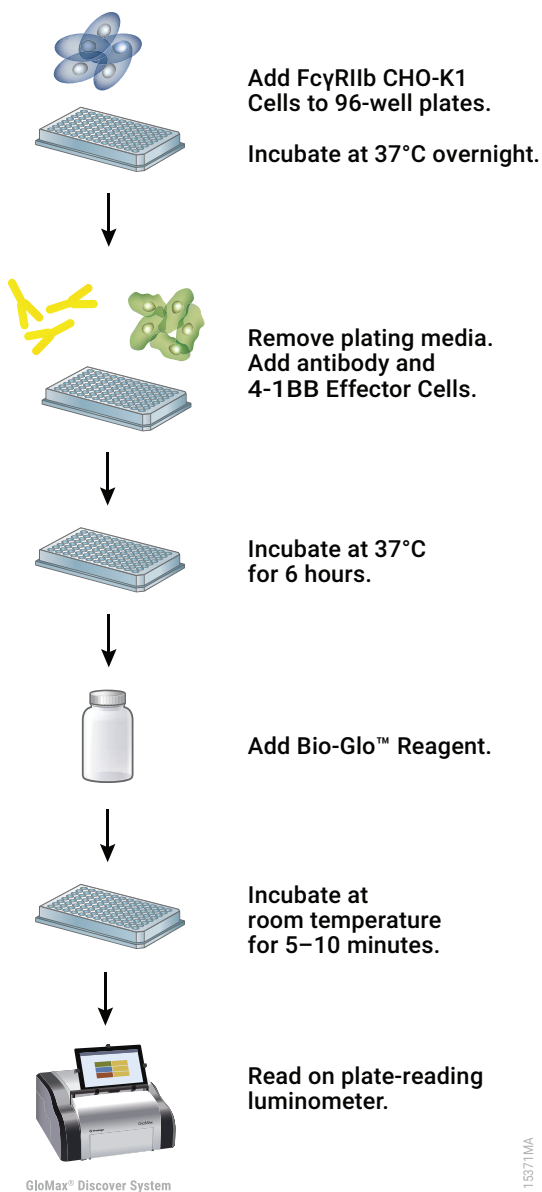 Add FcγRIIb CHO-K1
Cells to 96-well plates.
Incubate at 37°C overnight.
Remove plating media.
Add antibody and
4-1BB Effector Cells.
Incubate at 37°C
for 6 hours.
Add Bio-Glo™ Reagent.
Incubate at
room temperature
for 5–10 minutes.
Read on plate-reading
luminometer.
GloMax® Discover System
15371MA